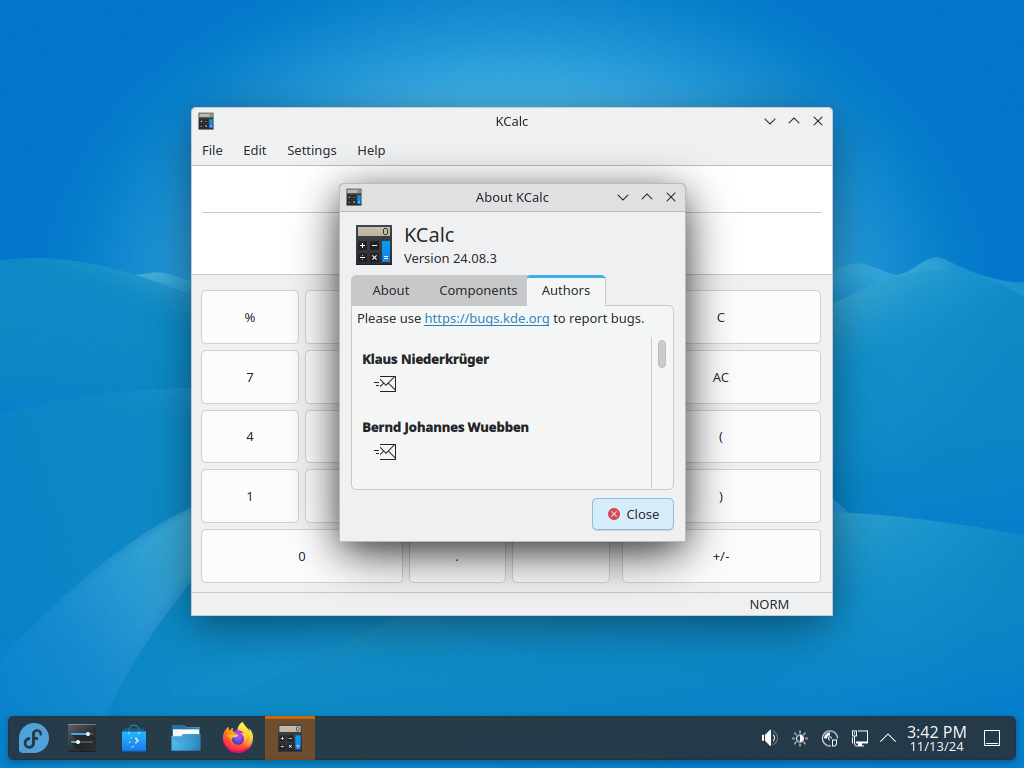 KCalc
File Edit Settings Help
About KCalc
KCalc
Version 24.08.3
About Components Authors
Please use https://bugs.kde.org to report bugs.
Klaus Niederkrüger
Bernd Johannes Wuebben
Close
% C
7 AC
4 (
1 )
0 . +/-
NORM
3:42 PM
11/13/24